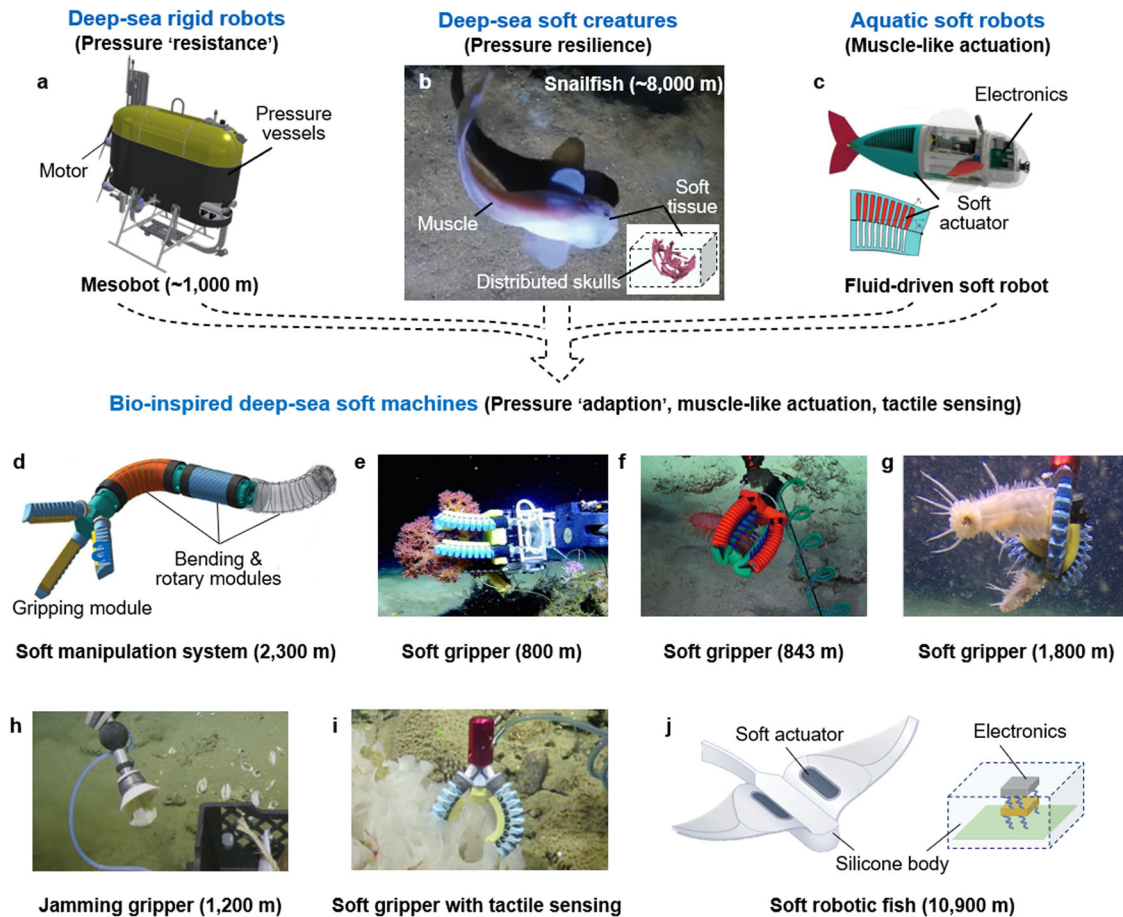 Deep-sea rigid robots
(Pressure ‘resistance’)
Deep-sea soft creatures
(Pressure resilience)
Aquatic soft robots
(Muscle-like actuation)
a
Pressure
vessels
Motor
Mesobot (~1,000 m)
b
Snailfish (~8,000 m)
Soft
tissue
Muscle
Distributed skulls
c
Electronics
Soft
actuator
Fluid-driven soft robot
Bio-inspired deep-sea soft machines (Pressure ‘adaption’, muscle-like actuation, tactile sensing)
d
Bending &
rotary modules
Gripping module
Soft manipulation system (2,300 m)
e
Soft gripper (800 m)
f
Soft gripper (843 m)
g
Soft gripper (1,800 m)
h
Jamming gripper (1,200 m)
i
Soft gripper with tactile sensing
j
Soft actuator
Electronics
Silicone body
Soft robotic fish (10,900 m)